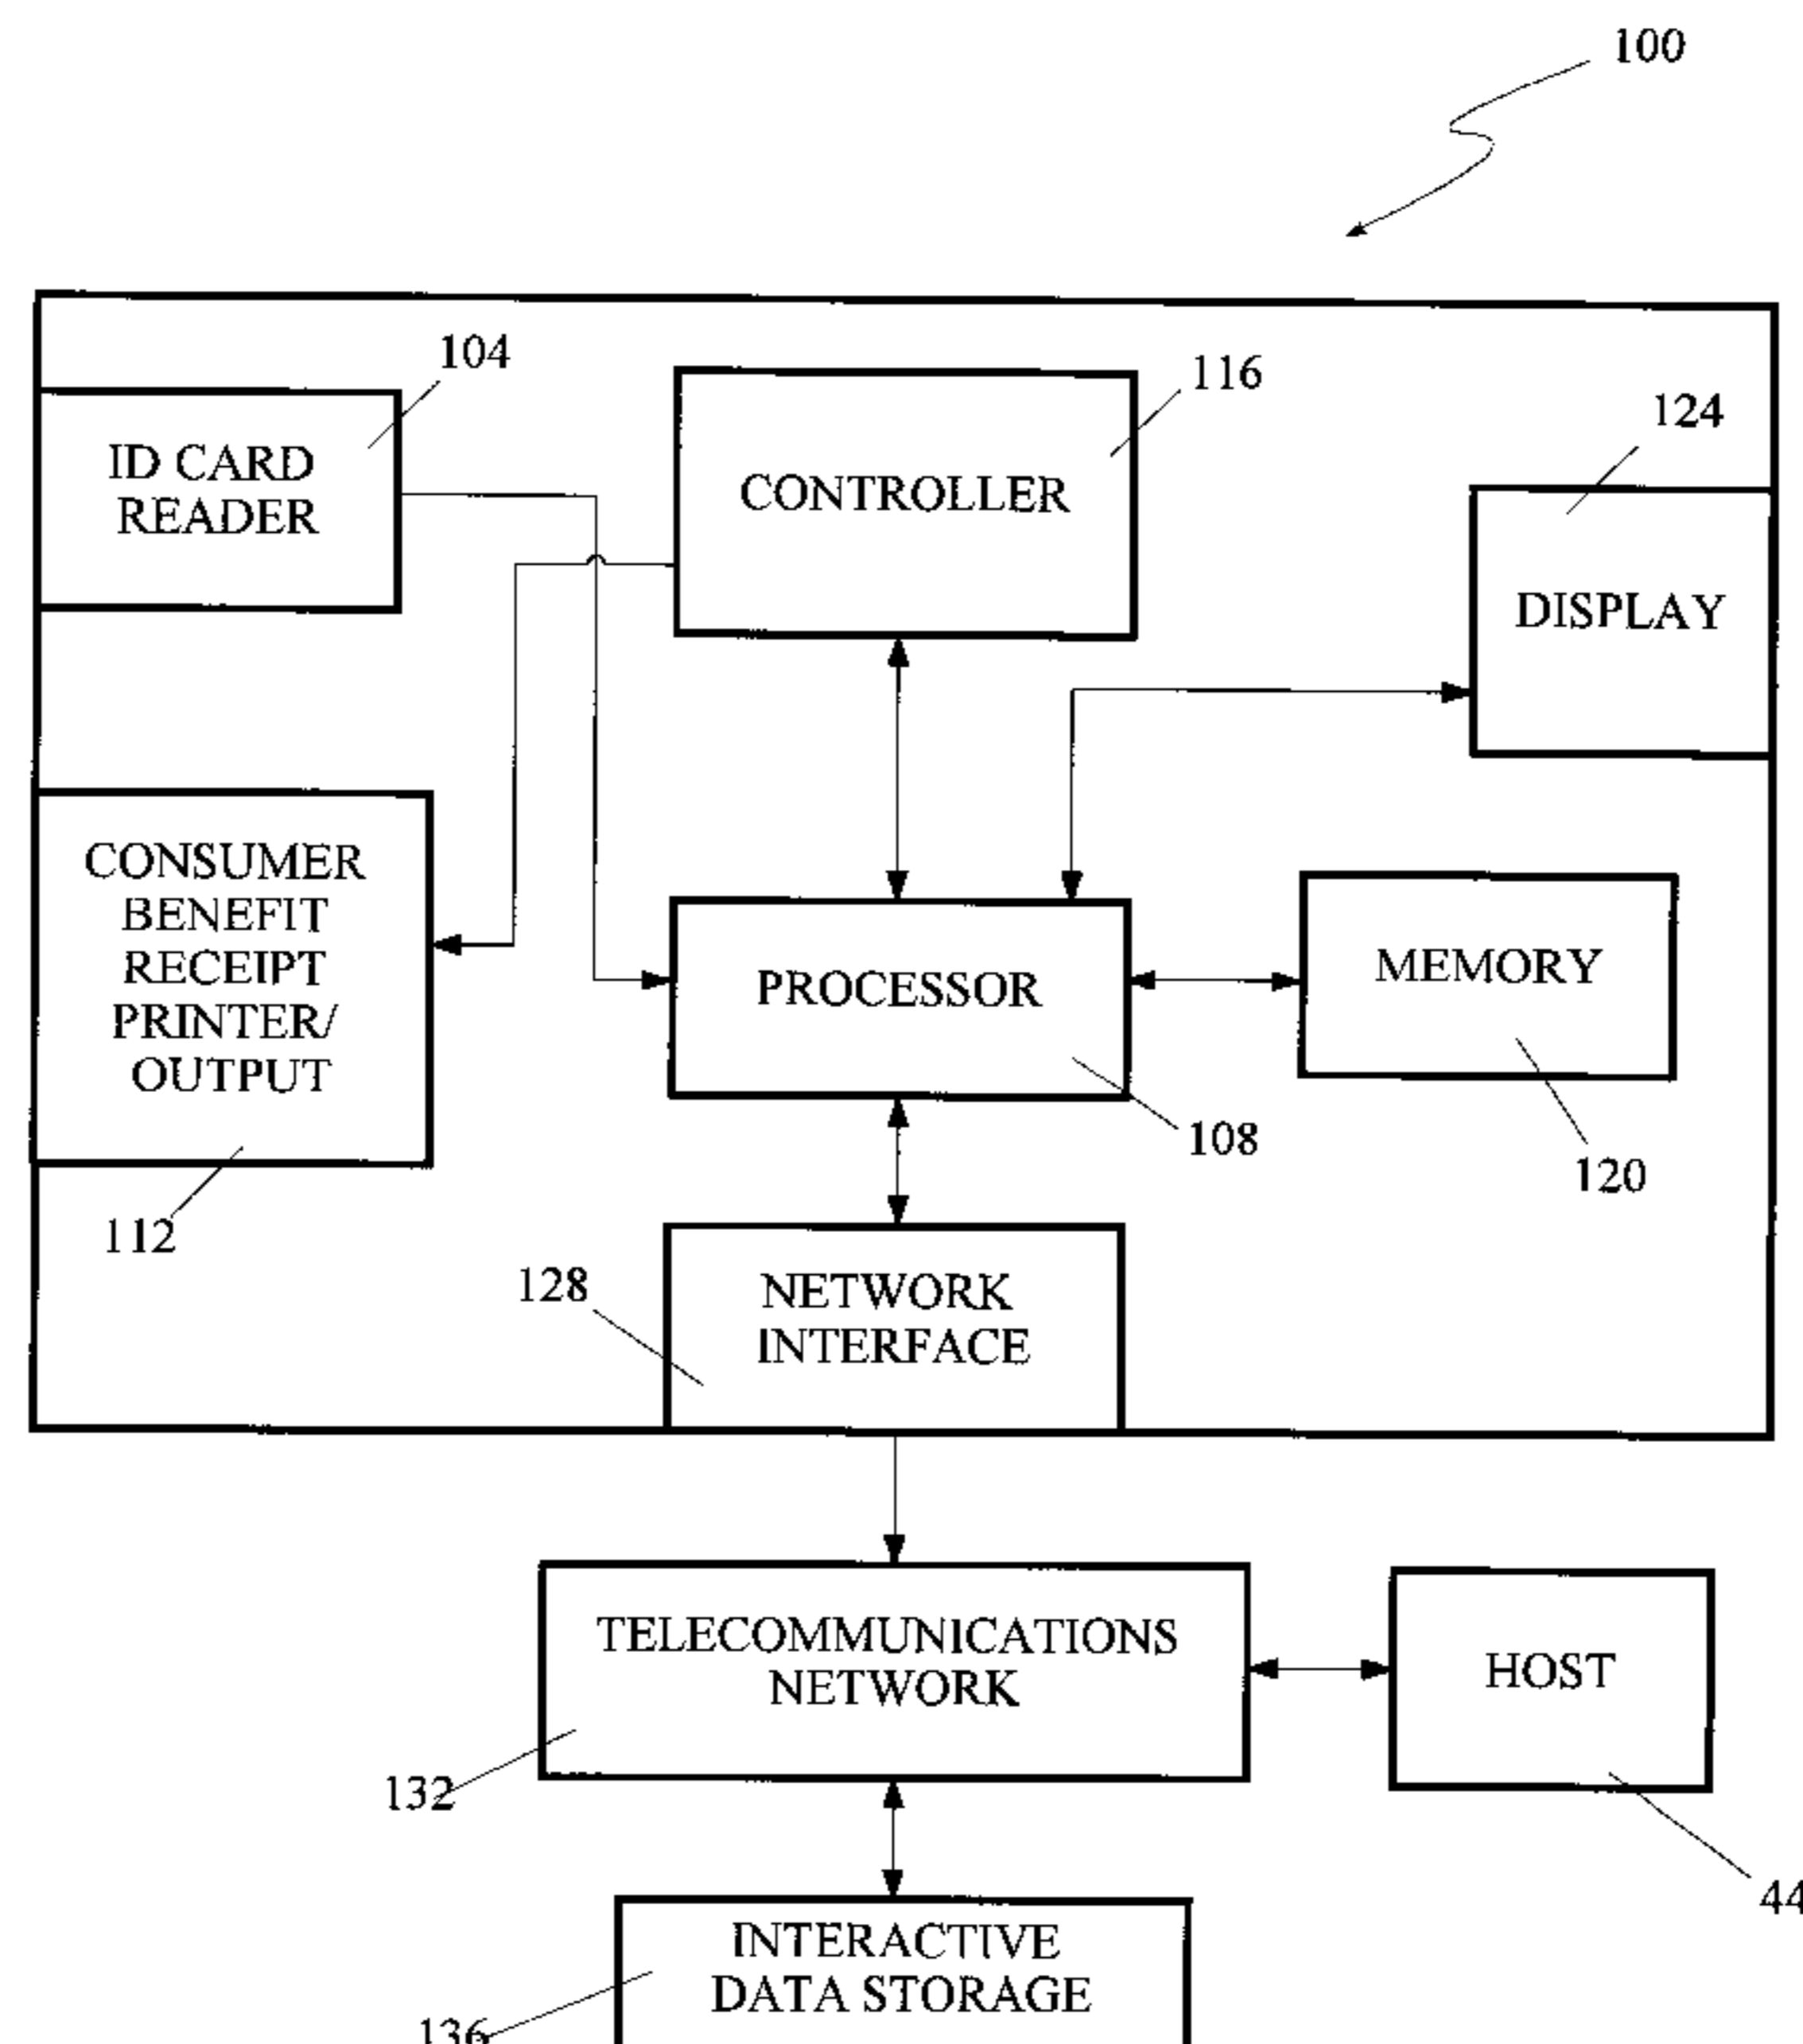 100
104
116
124
ID CARD
READER
CONTROLLER
DISPLAY
CONSUMER
BENEFIT
RECEIPT
PRINTER/
OUTPUT
PROCESSOR
MEMORY
108
120
112
128
NETWORK
INTERFACE
TELECOMMUNICATIONS
NETWORK
HOST
132
44
INTERACTIVE
DATA STORAGE
136